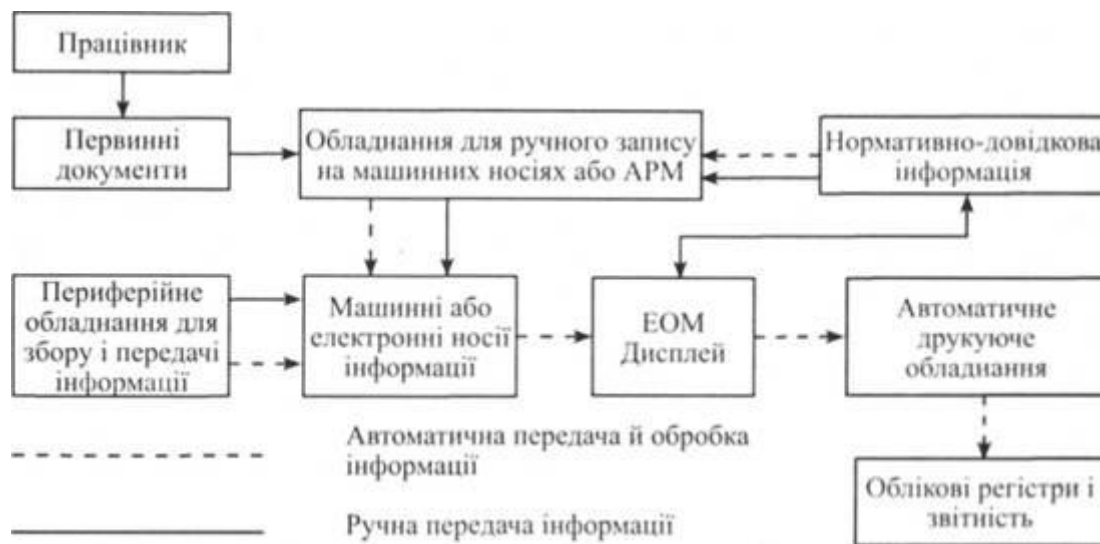 Працівник
Первинні
документи
Обладнання для ручного запису
на машинних носіях або АРМ
Нормативно-довідкова
інформація
Периферійне
обладнання для
збору і передачі
інформації
Машинні або
електронні носії
інформації
ЕОМ
Дисплей
Автоматичне
друкуюче
обладнання
Автоматична передача й обробка
інформації
Облікові регістри і
звітність
Ручна передача інформації